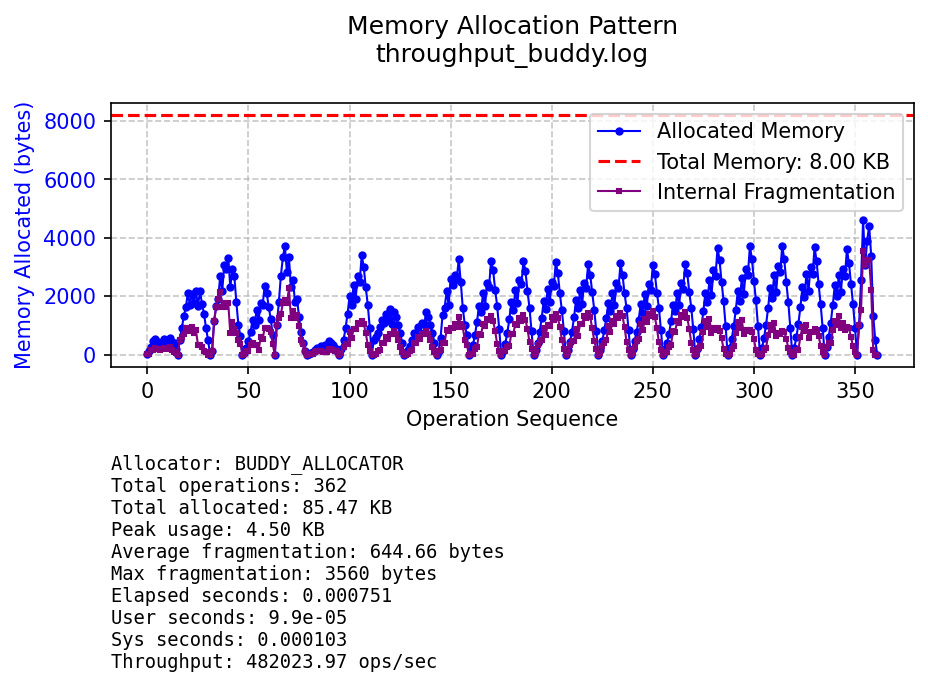 Memory Allocation Pattern
throughput_buddy.log
Memory Allocated (bytes)
8000
6000
4000
2000
0
Allocated Memory
Total Memory: 8.00 KB
Internal Fragmentation
0 50 100 150 200 250 300 350
Operation Sequence
Allocator: BUDDY_ALLOCATOR
Total operations: 362
Total allocated: 85.47 KB
Peak usage: 4.50 KB
Average fragmentation: 644.66 bytes
Max fragmentation: 3560 bytes
Elapsed seconds: 0.000751
User seconds: 9.9e-05
Sys seconds: 0.000103
Throughput: 482023.97 ops/sec